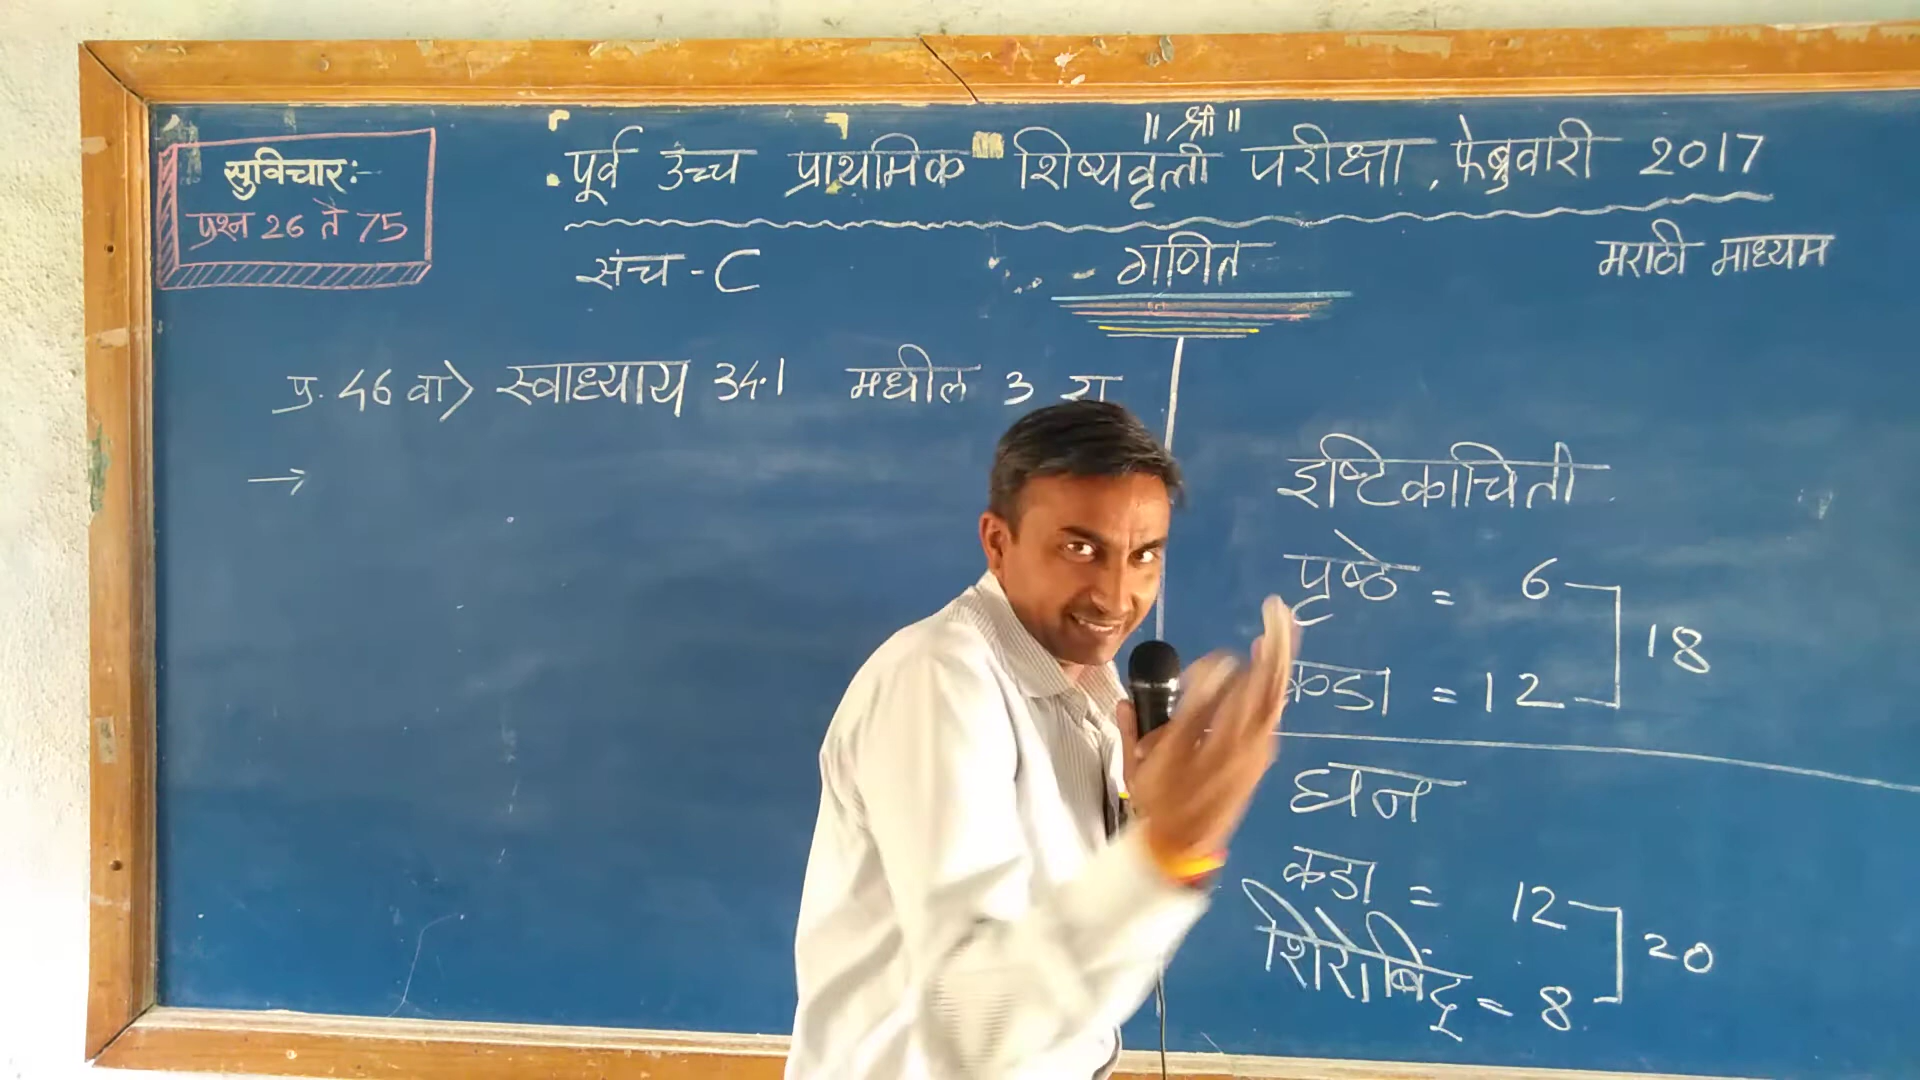 ॥ श्री ॥
सुविचार:-
प्रश्न 26 ते 75
पूर्व उच्च प्राथमिक शिष्यवृत्ती परीक्षा, फेब्रुवारी 2017
संच - C
गणित
मराठी माध्यम
प्र. 46 वा> स्वाध्याय 34.1 मधील 3 रा
→
इष्टिकाचिती
पृष्ठे = 6
18
कडा = 12
घन
कडा = 12
20
शिरोबिंदू = 8